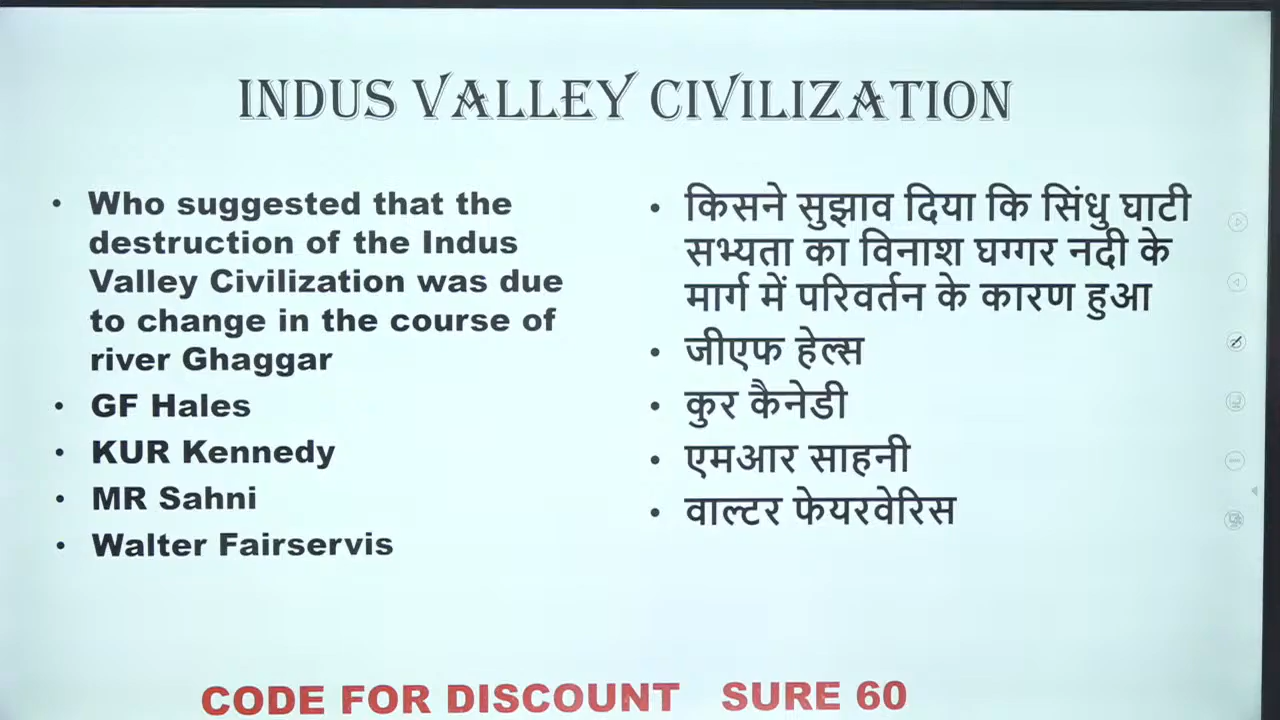 INDUS VALLEY CIVILIZATION
• Who suggested that the
destruction of the Indus
Valley Civilization was due
to change in the course of
river Ghaggar
• GF Hales
• KUR Kennedy
• MR Sahni
• Walter Fairservis
• किसने सुझाव दिया कि सिंधु घाटी
सभ्यता का विनाश घग्गर नदी के
मार्ग में परिवर्तन के कारण हुआ
• जीएफ हेल्स
• कुर कैनेडी
• एमआर साहनी
• वाल्टर फेयरवेरिस
CODE FOR DISCOUNT SURE 60